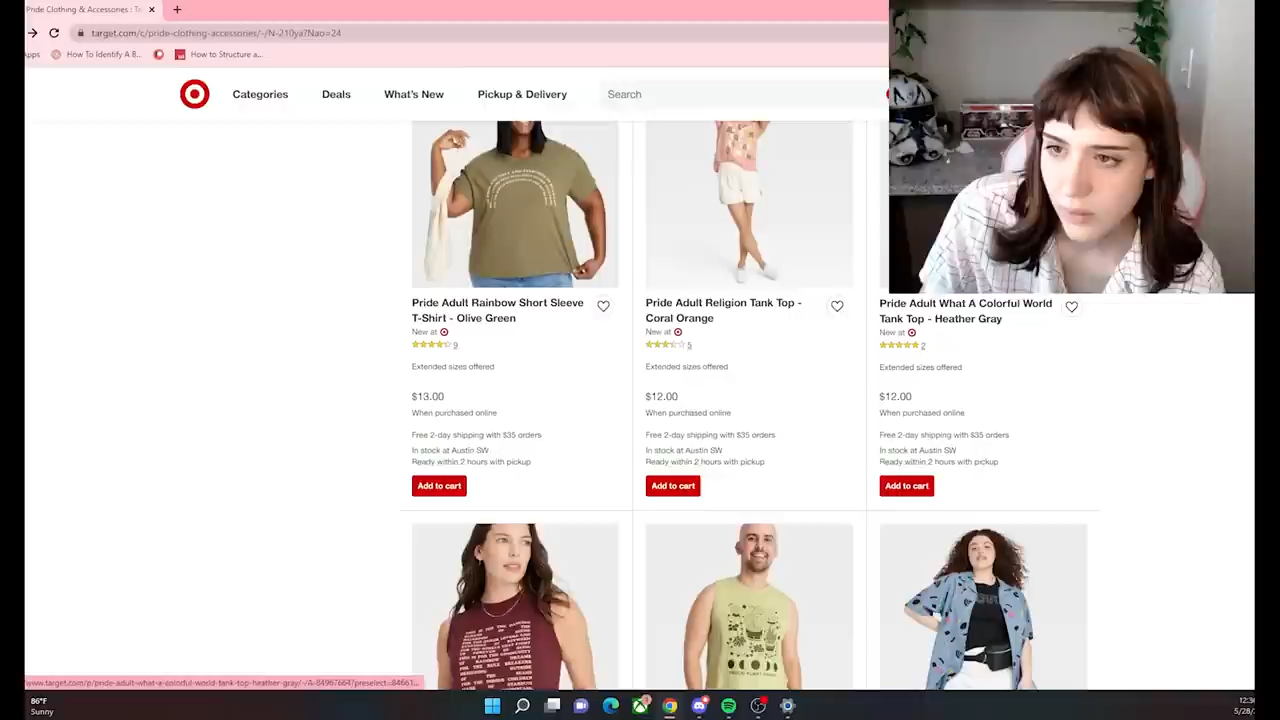 Pride Clothing & Accessories : T
target.com/c/pride-clothing-accessories/-/N-210ya?Nao=24
Apps
How To Identify A B...
How to Structure a...
Categories
Deals
What's New
Pickup & Delivery
Search
Pride Adult Rainbow Short Sleeve
T-Shirt - Olive Green
New at
9
Extended sizes offered
$13.00
When purchased online
Free 2-day shipping with $35 orders
In stock at Austin SW
Ready within 2 hours with pickup
Add to cart
Pride Adult Religion Tank Top -
Coral Orange
New at
5
Extended sizes offered
$12.00
When purchased online
Free 2-day shipping with $35 orders
In stock at Austin SW
Ready within 2 hours with pickup
Add to cart
Pride Adult What A Colorful World
Tank Top - Heather Gray
New at
2
Extended sizes offered
$12.00
When purchased online
Free 2-day shipping with $35 orders
In stock at Austin SW
Ready within 2 hours with pickup
Add to cart
86°F
Sunny
12:3
5/28/